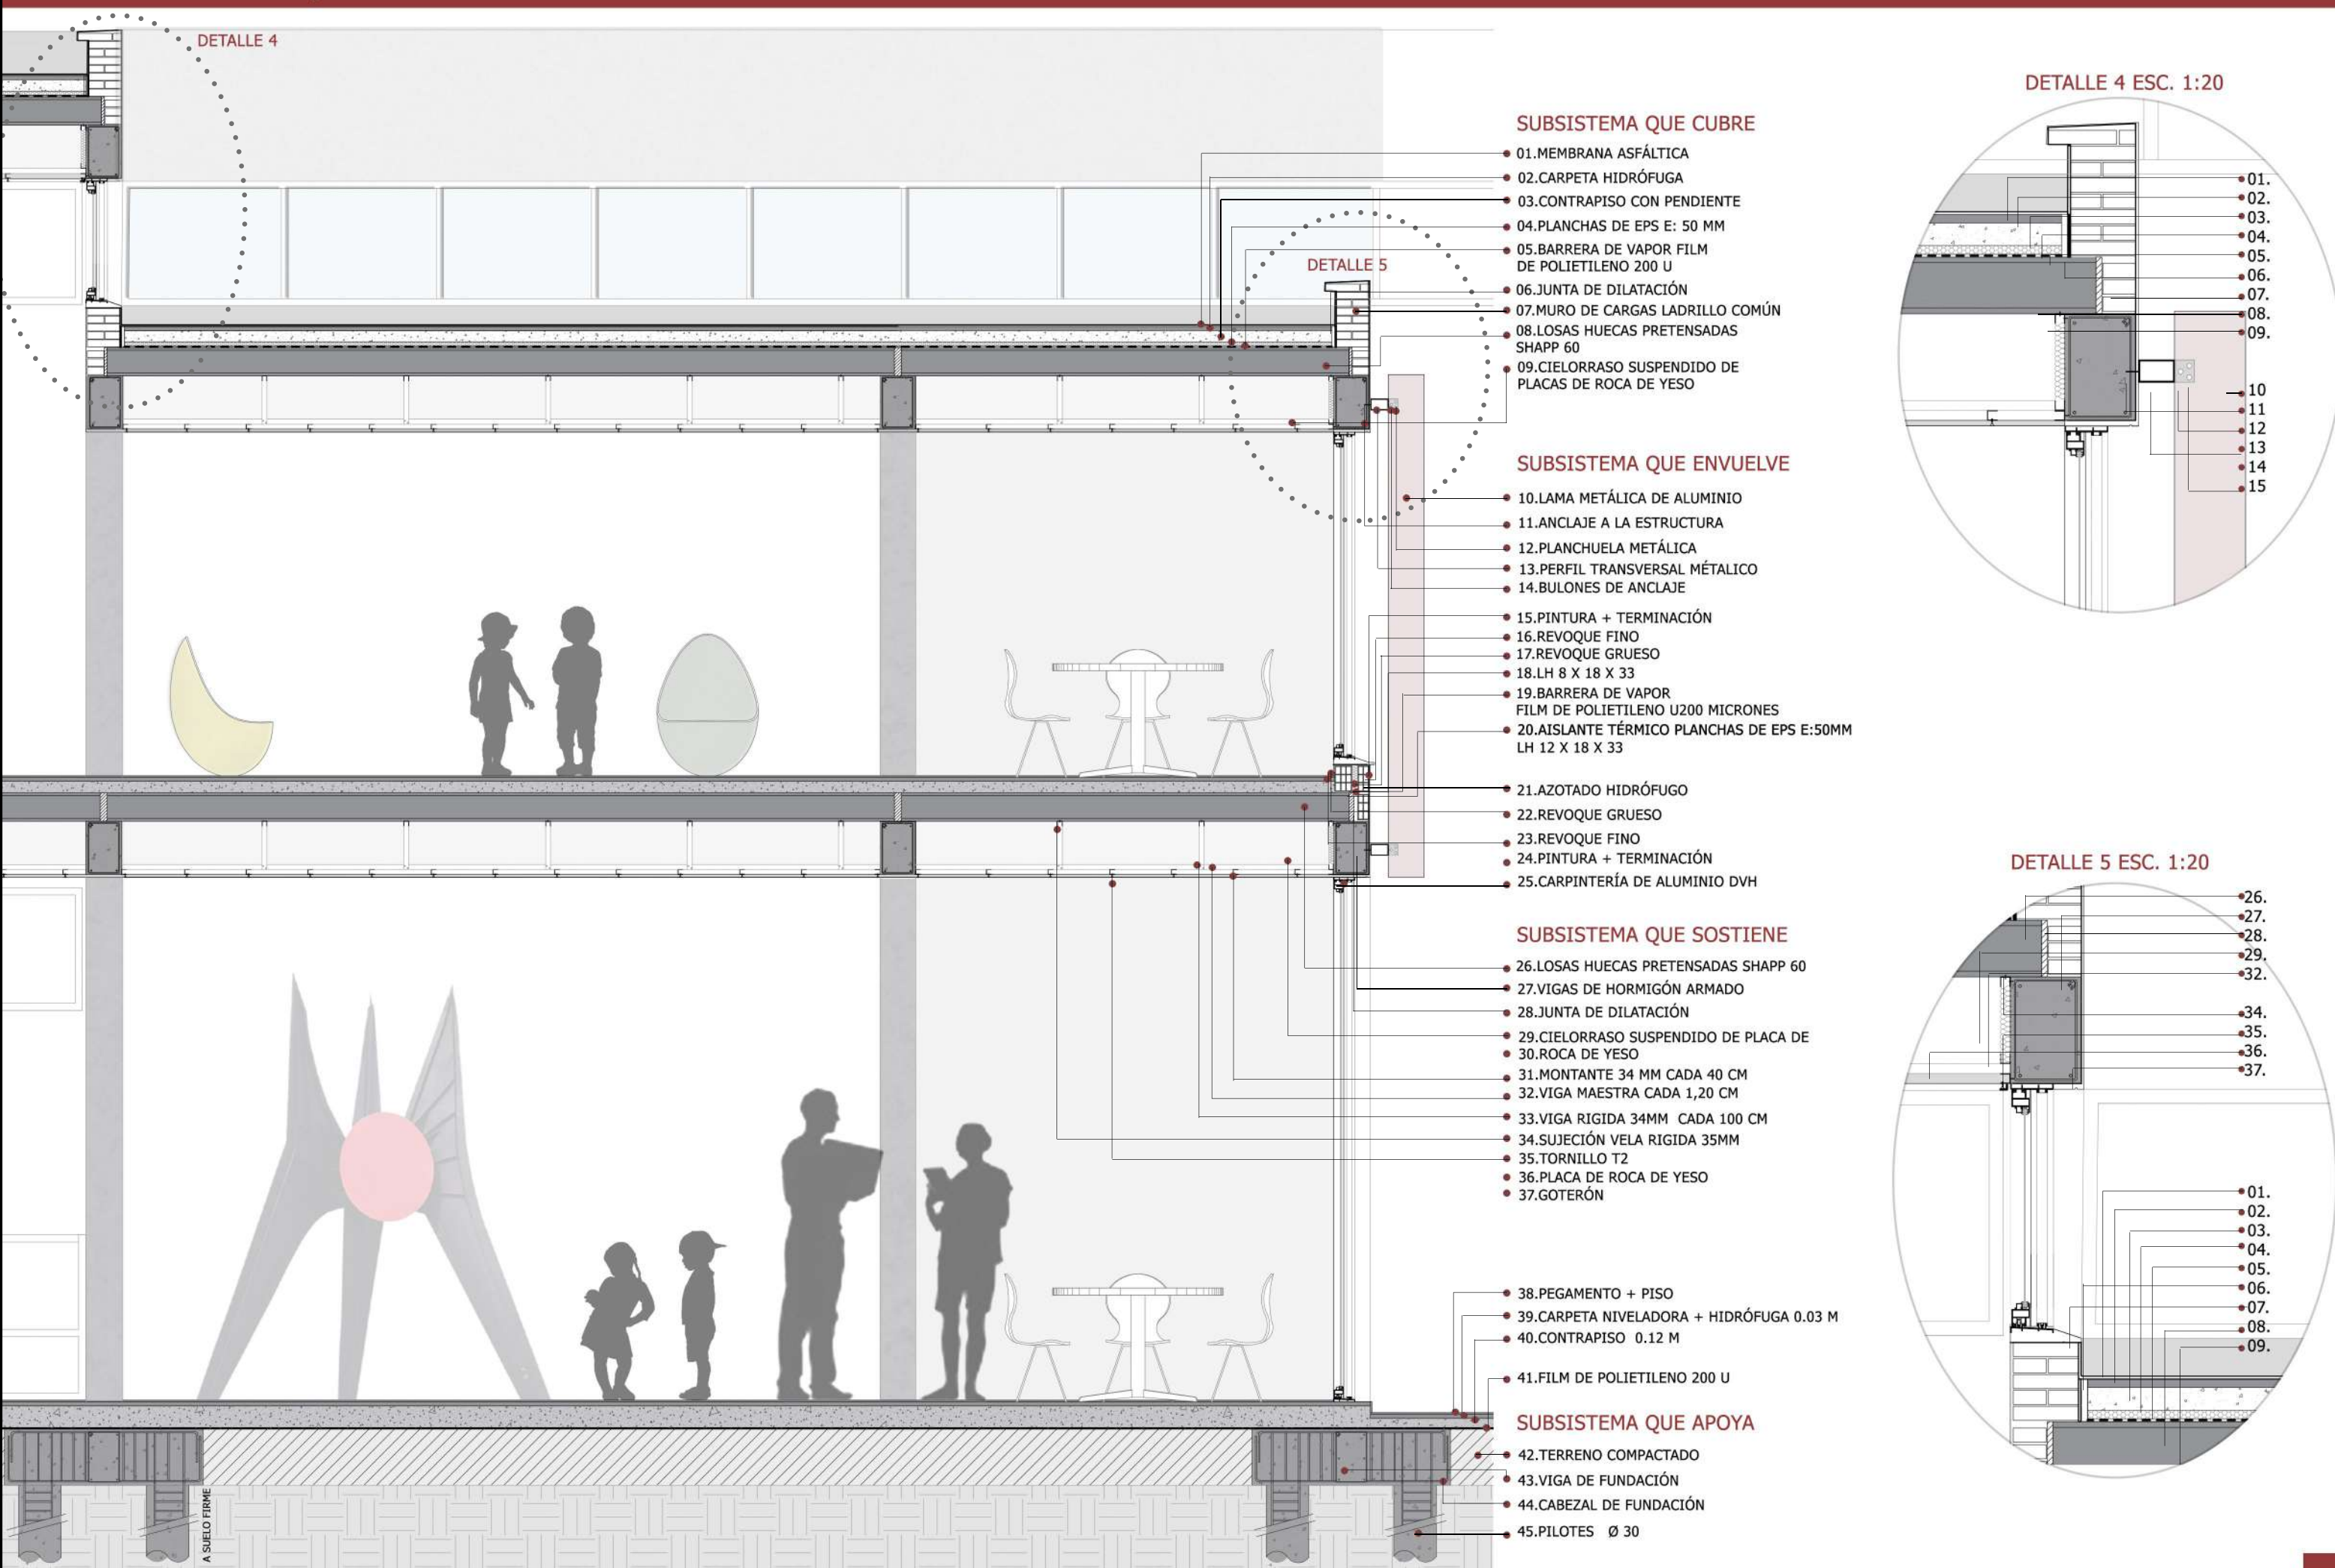 DETALLE 4
DETALLE 5
A SUELO FIRME
SUBSISTEMA QUE CUBRE
01.MEMBRANA ASFÁLTICA
02.CARPETA HIDRÓFUGA
03.CONTRAPISO CON PENDIENTE
04.PLANCHAS DE EPS E: 50 MM
05.BARRERA DE VAPOR FILM
DE POLIETILENO 200 U
06.JUNTA DE DILATACIÓN
07.MURO DE CARGAS LADRILLO COMÚN
08.LOSAS HUECAS PRETENSADAS
SHAPP 60
09.CIELORRASO SUSPENDIDO DE
PLACAS DE ROCA DE YESO
SUBSISTEMA QUE ENVUELVE
10.LAMA METÁLICA DE ALUMINIO
11.ANCLAJE A LA ESTRUCTURA
12.PLANCHUELA METÁLICA
13.PERFIL TRANSVERSAL MÉTALICO
14.BULONES DE ANCLAJE
15.PINTURA + TERMINACIÓN
16.REVOQUE FINO
17.REVOQUE GRUESO
18.LH 8 X 18 X 33
19.BARRERA DE VAPOR
FILM DE POLIETILENO U200 MICRONES
20.AISLANTE TÉRMICO PLANCHAS DE EPS E:50MM
LH 12 X 18 X 33
21.AZOTADO HIDRÓFUGO
22.REVOQUE GRUESO
23.REVOQUE FINO
24.PINTURA + TERMINACIÓN
25.CARPINTERÍA DE ALUMINIO DVH
SUBSISTEMA QUE SOSTIENE
26.LOSAS HUECAS PRETENSADAS SHAPP 60
27.VIGAS DE HORMIGÓN ARMADO
28.JUNTA DE DILATACIÓN
29.CIELORRASO SUSPENDIDO DE PLACA DE
30.ROCA DE YESO
31.MONTANTE 34 MM CADA 40 CM
32.VIGA MAESTRA CADA 1,20 CM
33.VIGA RIGIDA 34MM CADA 100 CM
34.SUJECIÓN VELA RIGIDA 35MM
35.TORNILLO T2
36.PLACA DE ROCA DE YESO
37.GOTERÓN
38.PEGAMENTO + PISO
39.CARPETA NIVELADORA + HIDRÓFUGA 0.03 M
40.CONTRAPISO 0.12 M
41.FILM DE POLIETILENO 200 U
SUBSISTEMA QUE APOYA
42.TERRENO COMPACTADO
43.VIGA DE FUNDACIÓN
44.CABEZAL DE FUNDACIÓN
45.PILOTES Ø 30
DETALLE 4 ESC. 1:20
01.
02.
03.
04.
05.
06.
07.
08.
09.
10
11
12
13
14
15
DETALLE 5 ESC. 1:20
26.
27.
28.
29.
32.
34.
35.
36.
37.
01.
02.
03.
04.
05.
06.
07.
08.
09.